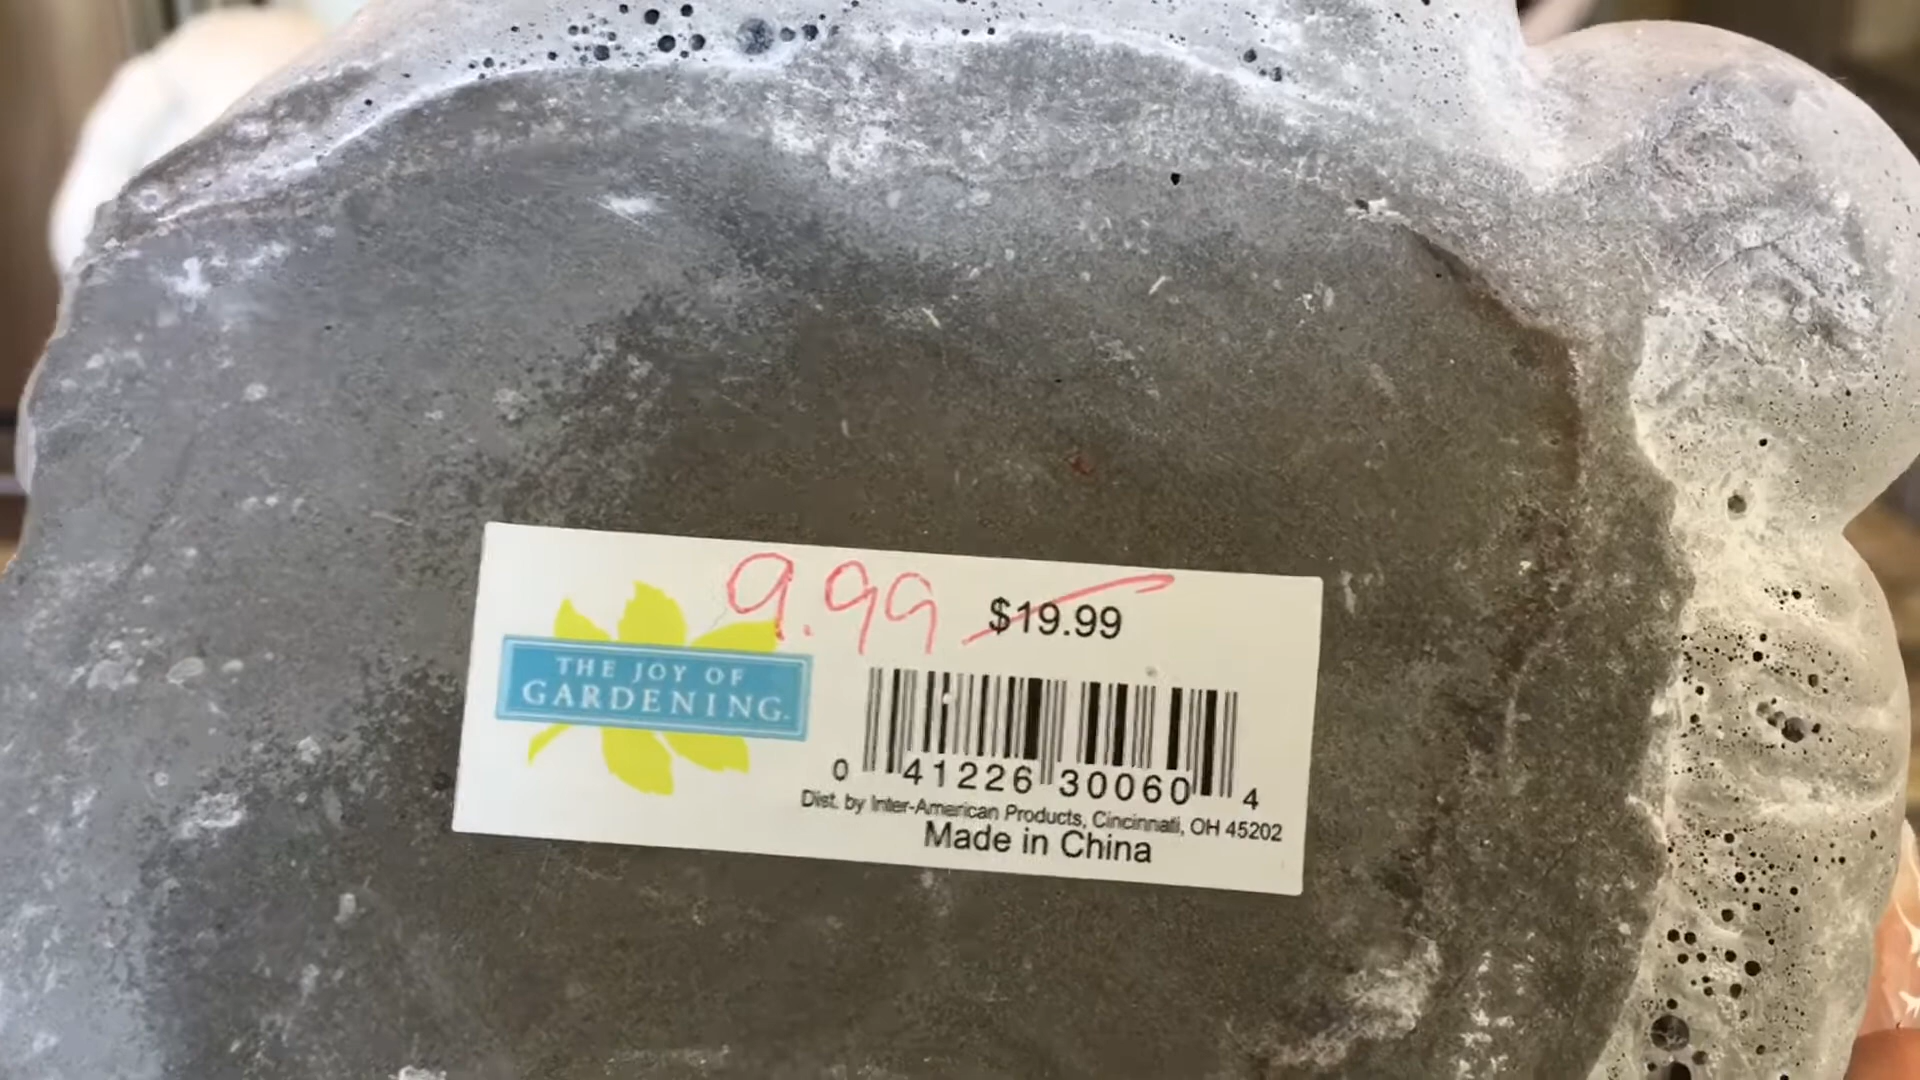 9.99 $19.99
THE JOY OF
GARDENING.
0 41226 30060 4
Dist. by Inter-American Products, Cincinnati, OH 45202
Made in China